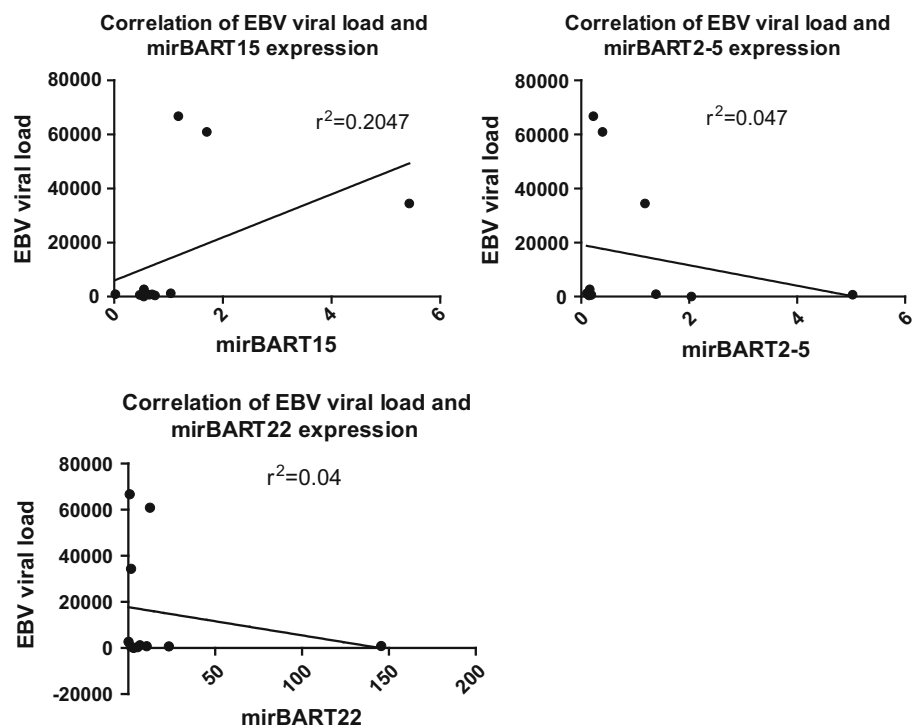 Correlation of EBV viral load and
mirBART15 expression
80000
60000
40000
20000
0
EBV viral load
r²=0.2047
0
2
4
6
mirBART15
Correlation of EBV viral load and
mirBART2-5 expression
80000
60000
40000
20000
0
EBV viral load
r²=0.047
0
2
4
6
mirBART2-5
Correlation of EBV viral load and
mirBART22 expression
80000
60000
40000
20000
0
-20000
EBV viral load
r²=0.04
50
100
150
200
mirBART22